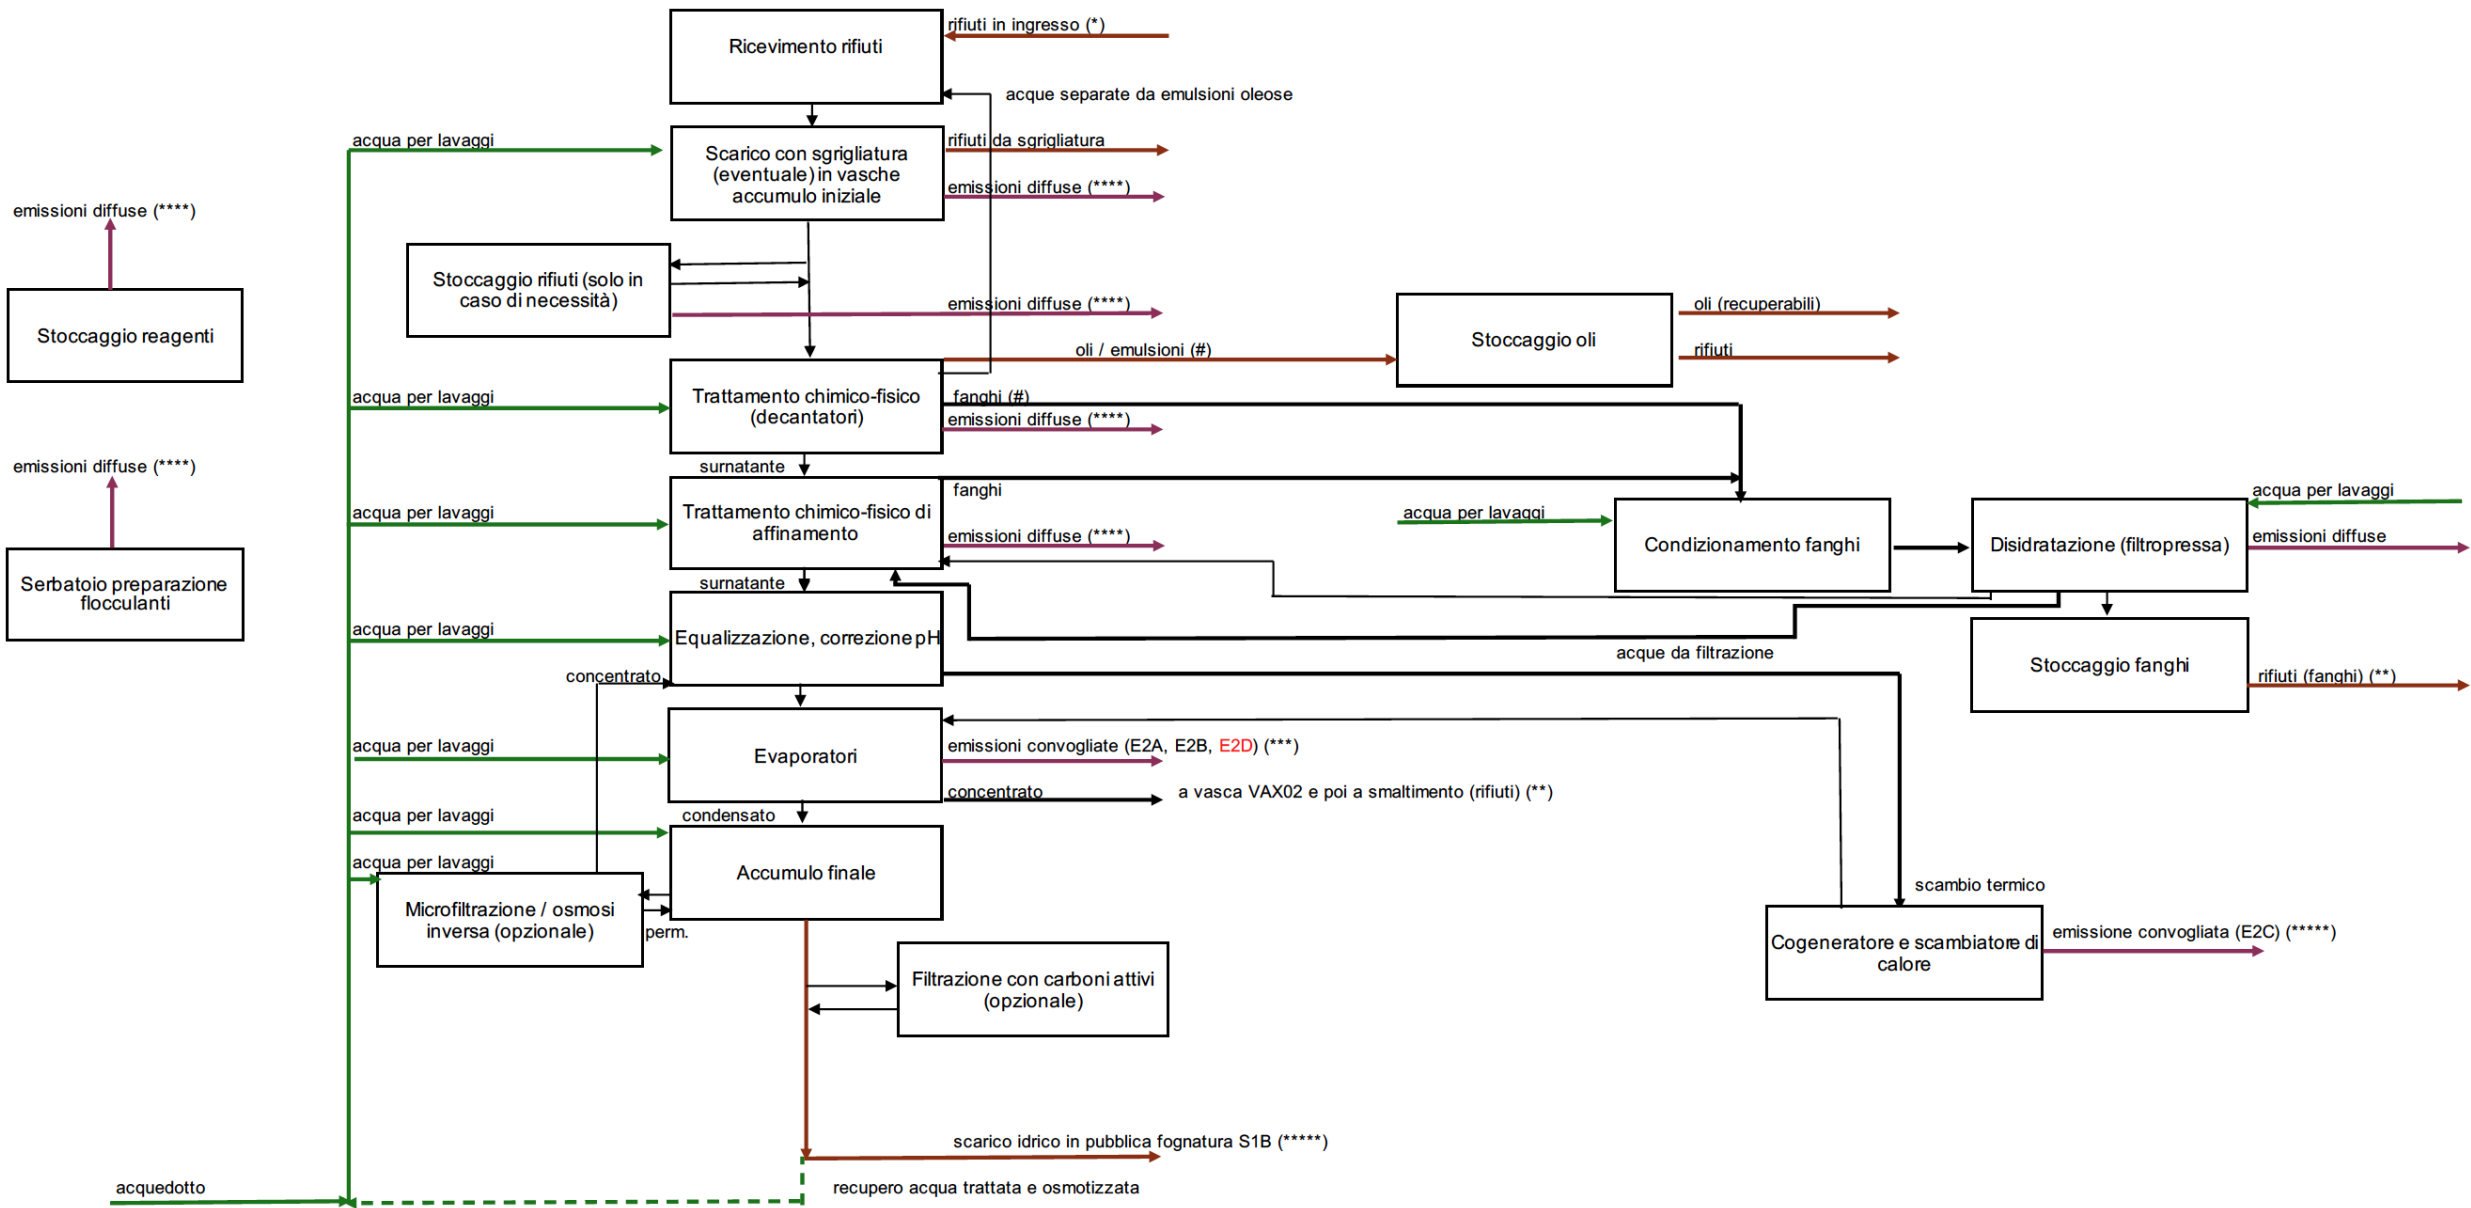 rifiuti in ingresso (*)
Ricevimento rifiuti
acque separate da emulsioni oleose
acqua per lavaggi
Scarico con sgrigliatura
(eventuale) in vasche
accumulo iniziale
rifiuti da sgrigliatura
emissioni diffuse (****)
emissioni diffuse (****)
Stoccaggio reagenti
Stoccaggio rifiuti (solo in
caso di necessità)
emissioni diffuse (****)
Stoccaggio oli
oli (recuperabili)
rifiuti
oli / emulsioni (#)
acqua per lavaggi
Trattamento chimico-fisico
(decantatori)
fanghi (#)
emissioni diffuse (****)
surnatante
emissioni diffuse (****)
Serbatoio preparazione
flocculanti
acqua per lavaggi
Trattamento chimico-fisico di
affinamento
fanghi
emissioni diffuse (****)
acqua per lavaggi
Condizionamento fanghi
Disidratazione (filtropressa)
acqua per lavaggi
emissioni diffuse
surnatante
acqua per lavaggi
Equalizzazione, correzione pH
acque da filtrazione
Stoccaggio fanghi
rifiuti (fanghi) (**)
concentrato
acqua per lavaggi
Evaporatori
emissioni convogliate (E2A, E2B, E2D) (***)
concentrato
a vasca VAX02 e poi a smaltimento (rifiuti) (**)
condensato
acqua per lavaggi
Accumulo finale
acqua per lavaggi
Microfiltrazione / osmosi
inversa (opzionale)
perm.
scambio termico
Cogeneratore e scambiatore di
calore
emissione convogliata (E2C) (*****)
Filtrazione con carboni attivi
(opzionale)
scarico idrico in pubblica fognatura S1B (*****)
acquedotto
recupero acqua trattata e osmotizzata